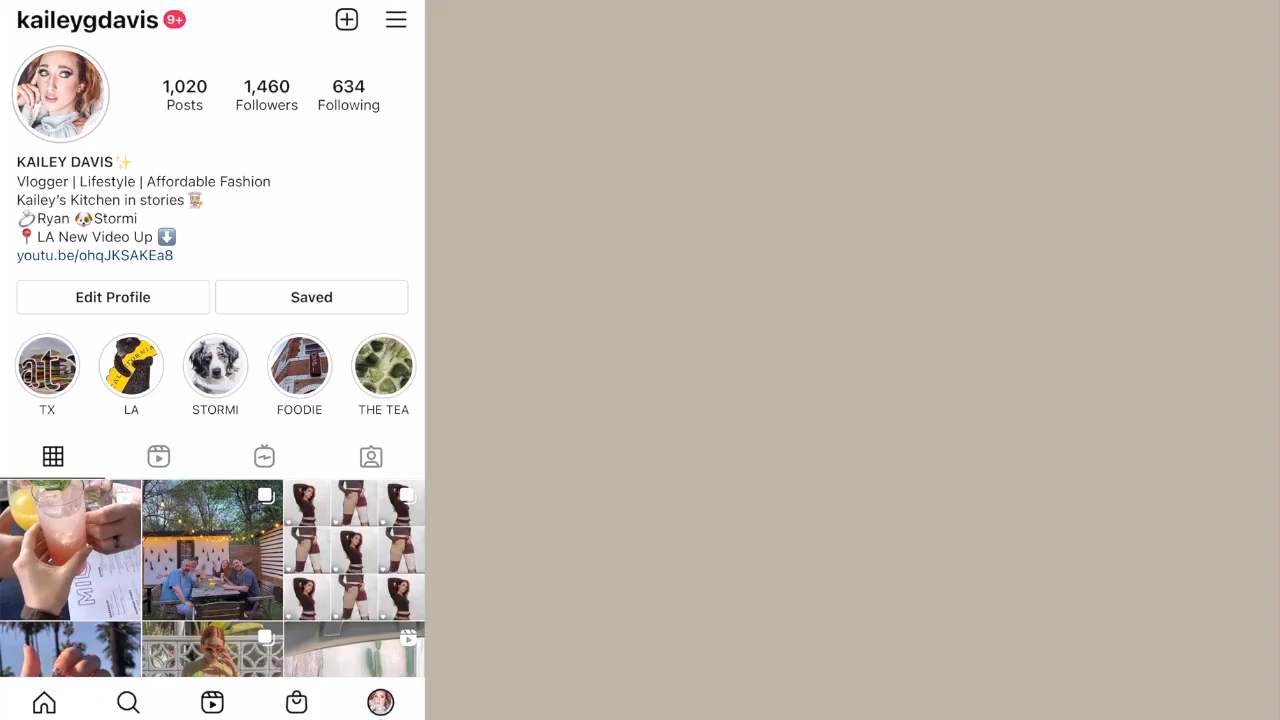 kaileygdavis 9+
1,020 1,460 634
Posts Followers Following
KAILEY DAVIS✨
Vlogger | Lifestyle | Affordable Fashion
Kailey's Kitchen in stories
Ryan Stormi
LA New Video Up
youtu.be/ohqJKSAKEa8
Edit Profile Saved
at
CALIFORNIA
TX LA STORMI FOODIE THE TEA